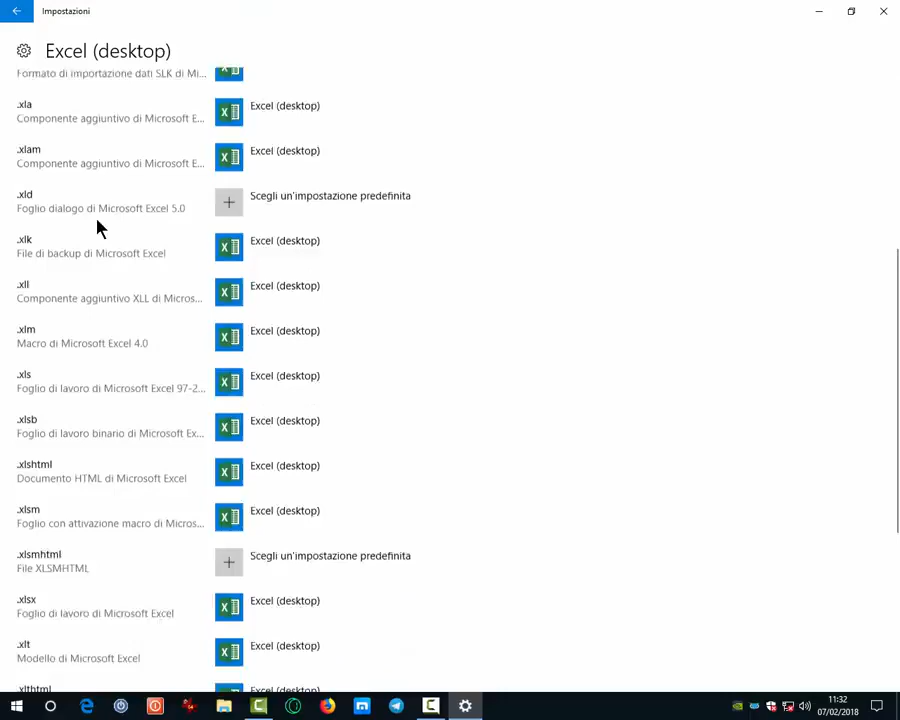 Impostazioni
Excel (desktop)
Formato di importazione dati SLK di Mi...
.xla
Componente aggiuntivo di Microsoft E...
Excel (desktop)
.xlam
Componente aggiuntivo di Microsoft E...
Excel (desktop)
.xld
Foglio dialogo di Microsoft Excel 5.0
Scegli un'impostazione predefinita
.xlk
File di backup di Microsoft Excel
Excel (desktop)
.xll
Componente aggiuntivo XLL di Micros...
Excel (desktop)
.xlm
Macro di Microsoft Excel 4.0
Excel (desktop)
.xls
Foglio di lavoro di Microsoft Excel 97-2...
Excel (desktop)
.xlsb
Foglio di lavoro binario di Microsoft Ex...
Excel (desktop)
.xlshtml
Documento HTML di Microsoft Excel
Excel (desktop)
.xlsm
Foglio con attivazione macro di Micros...
Excel (desktop)
.xlsmhtml
File XLSMHTML
Scegli un'impostazione predefinita
.xlsx
Foglio di lavoro di Microsoft Excel
Excel (desktop)
.xlt
Modello di Microsoft Excel
Excel (desktop)
.xlthtml
Excel (desktop)
11:32
07/02/2018